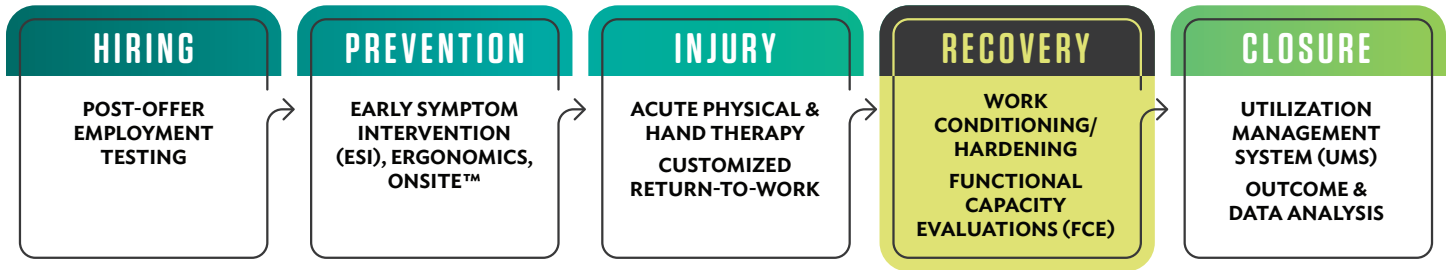 HIRING
POST-OFFER
EMPLOYMENT
TESTING
PREVENTION
EARLY SYMPTOM
INTERVENTION
(ESI), ERGONOMICS,
ONSITE™
INJURY
ACUTE PHYSICAL &
HAND THERAPY
CUSTOMIZED
RETURN-TO-WORK
RECOVERY
WORK
CONDITIONING/
HARDENING
FUNCTIONAL
CAPACITY
EVALUATIONS (FCE)
CLOSURE
UTILIZATION
MANAGEMENT
SYSTEM (UMS)
OUTCOME &
DATA ANALYSIS